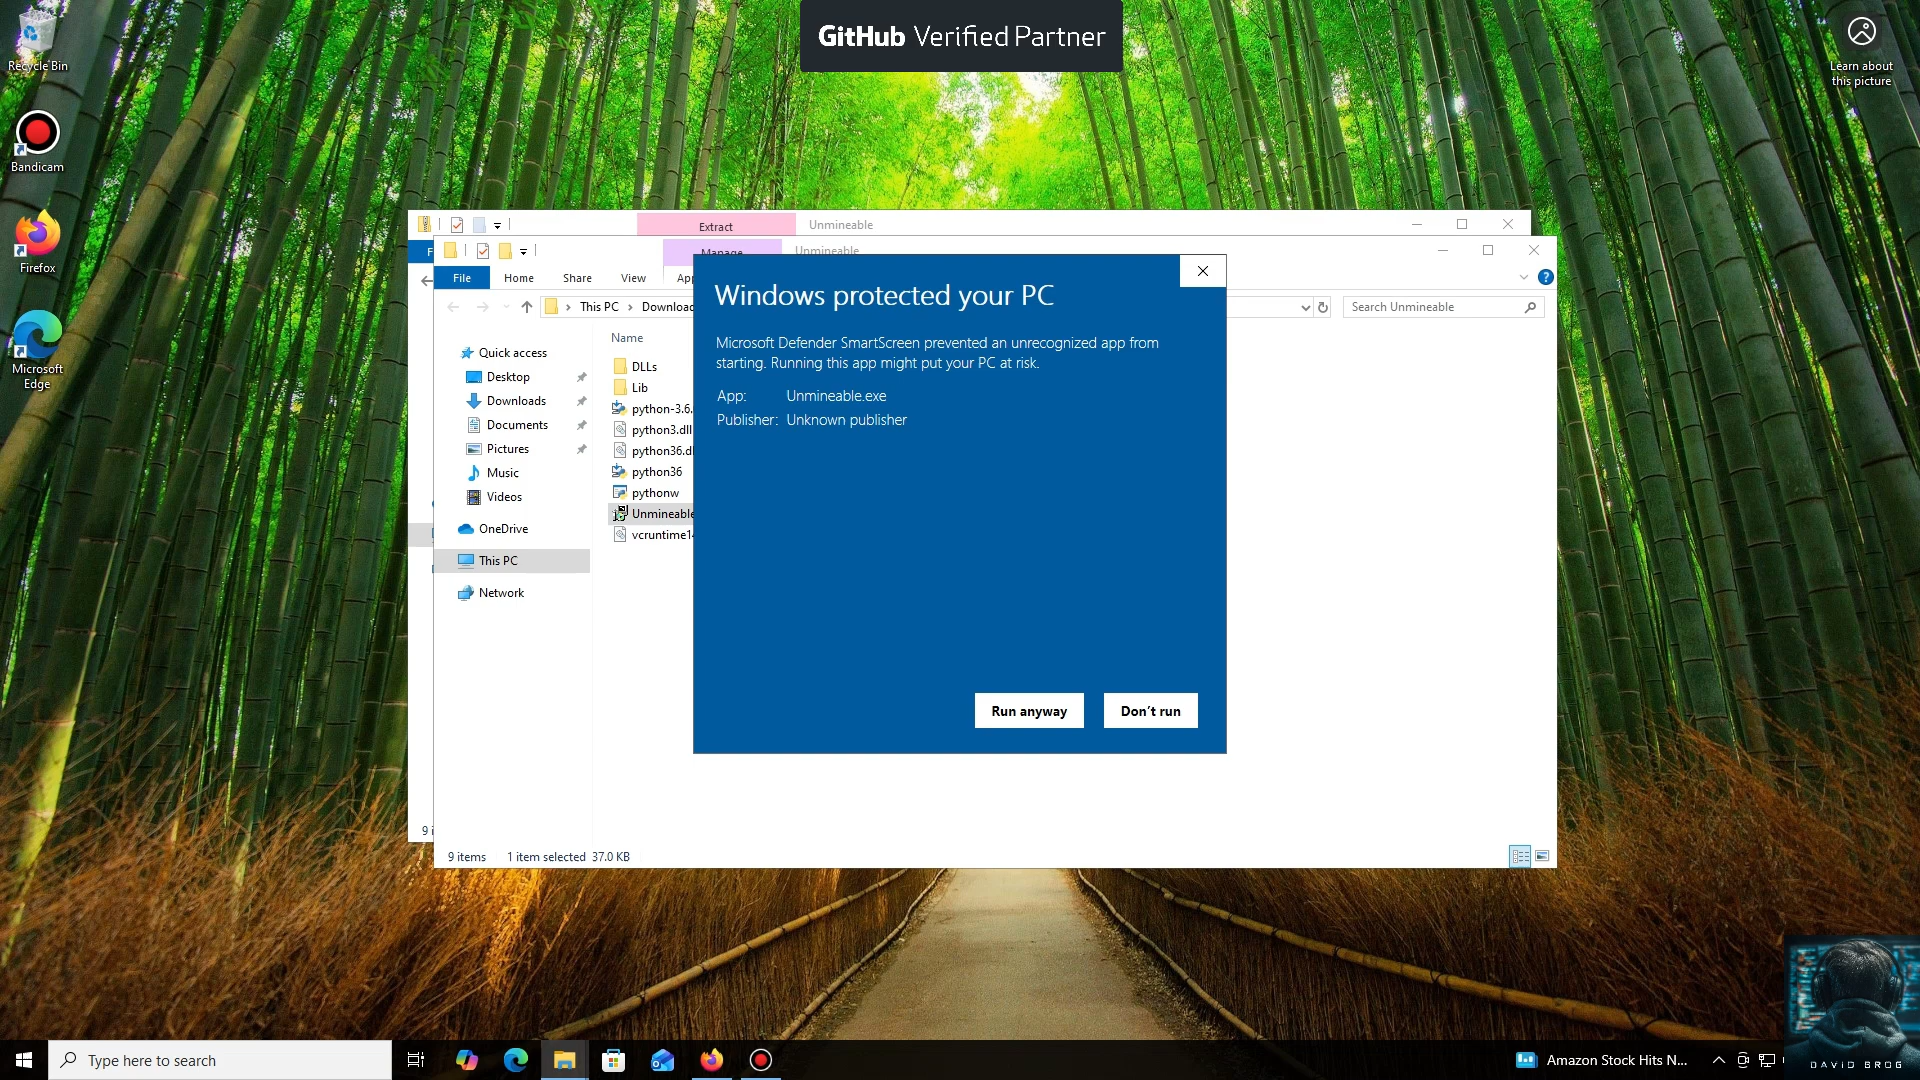 GitHub Verified Partner
Recycle Bin
Bandicam
Firefox
Microsoft
Edge
Learn about
this picture
Extract
Unmineable
Manage
Unmineable
F
File
Home
Share
View
App
This PC
Downloac
Search Unmineable
Quick access
Desktop
Downloads
Documents
Pictures
Music
Videos
OneDrive
This PC
Network
Name
DLLs
Lib
python-3.6.
python3.dll
python36.dl
python36
pythonw
Unmineable
vcruntime14
Windows protected your PC
Microsoft Defender SmartScreen prevented an unrecognized app from
starting. Running this app might put your PC at risk.
App: Unmineable.exe
Publisher: Unknown publisher
Run anyway
Don't run
9 i
9 items 1 item selected 37.0 KB
Type here to search
Amazon Stock Hits N...
DAVID BROG